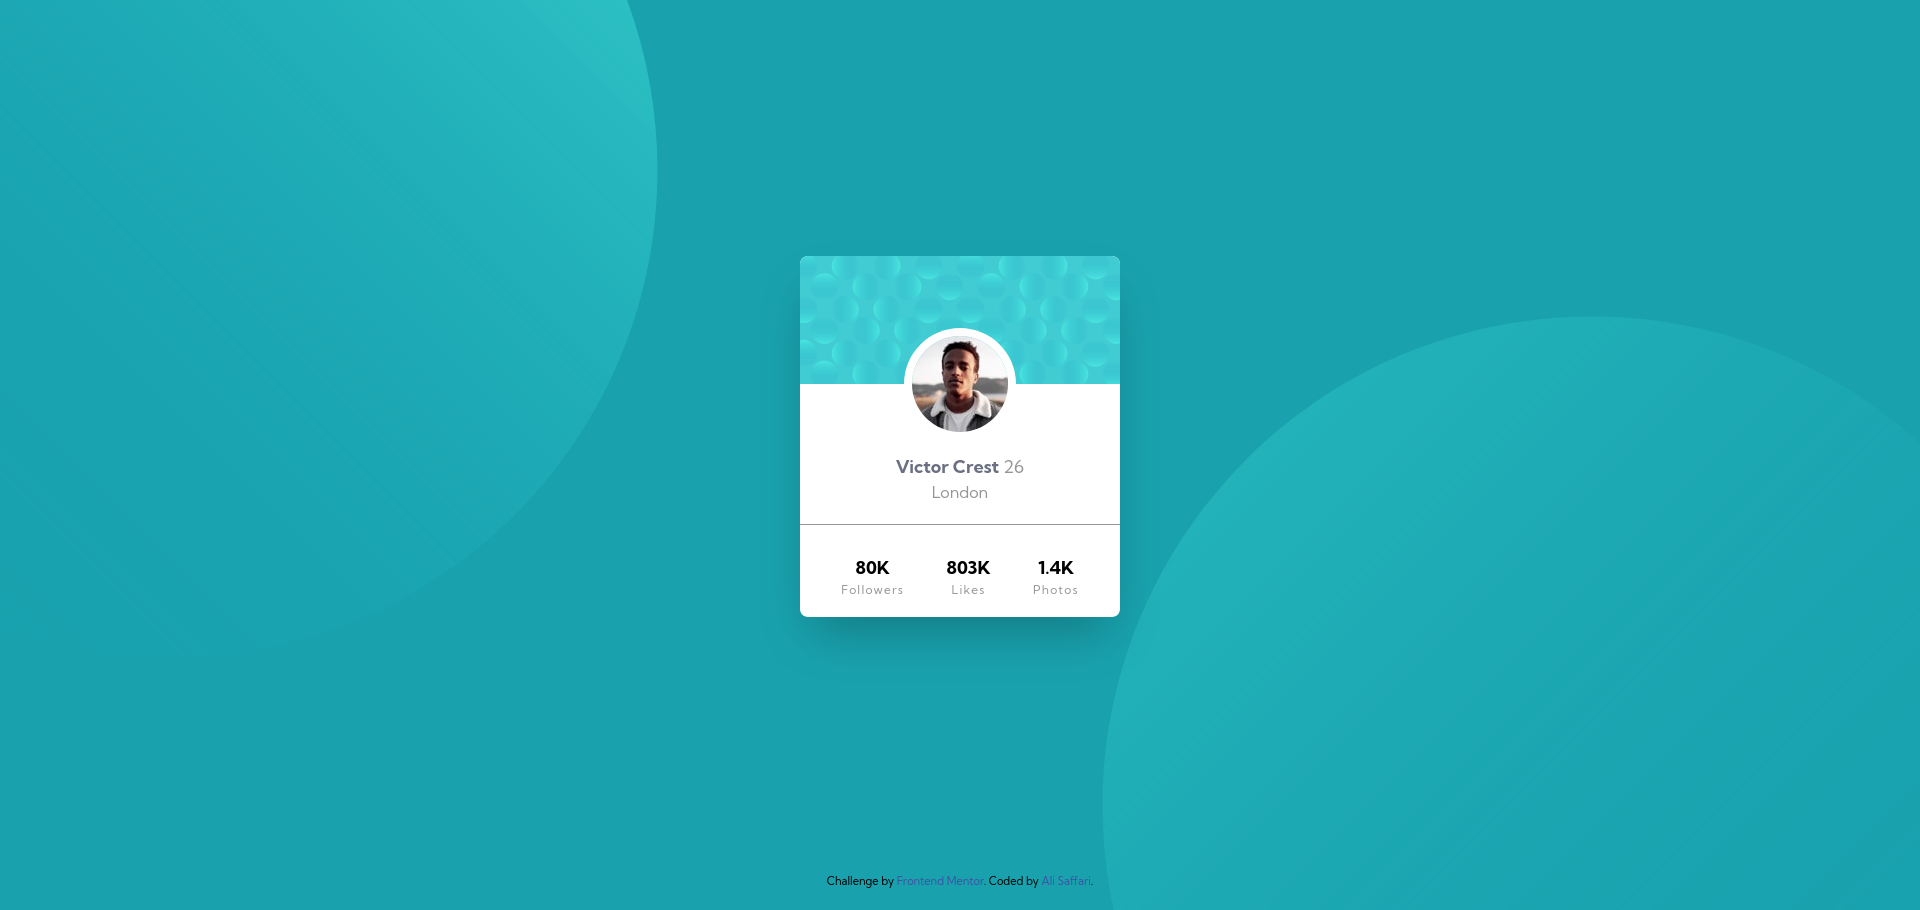 Victor Crest 26
London
80K 803K 1.4K
Followers Likes Photos
Challenge by Frontend Mentor. Coded by Ali Saffari.